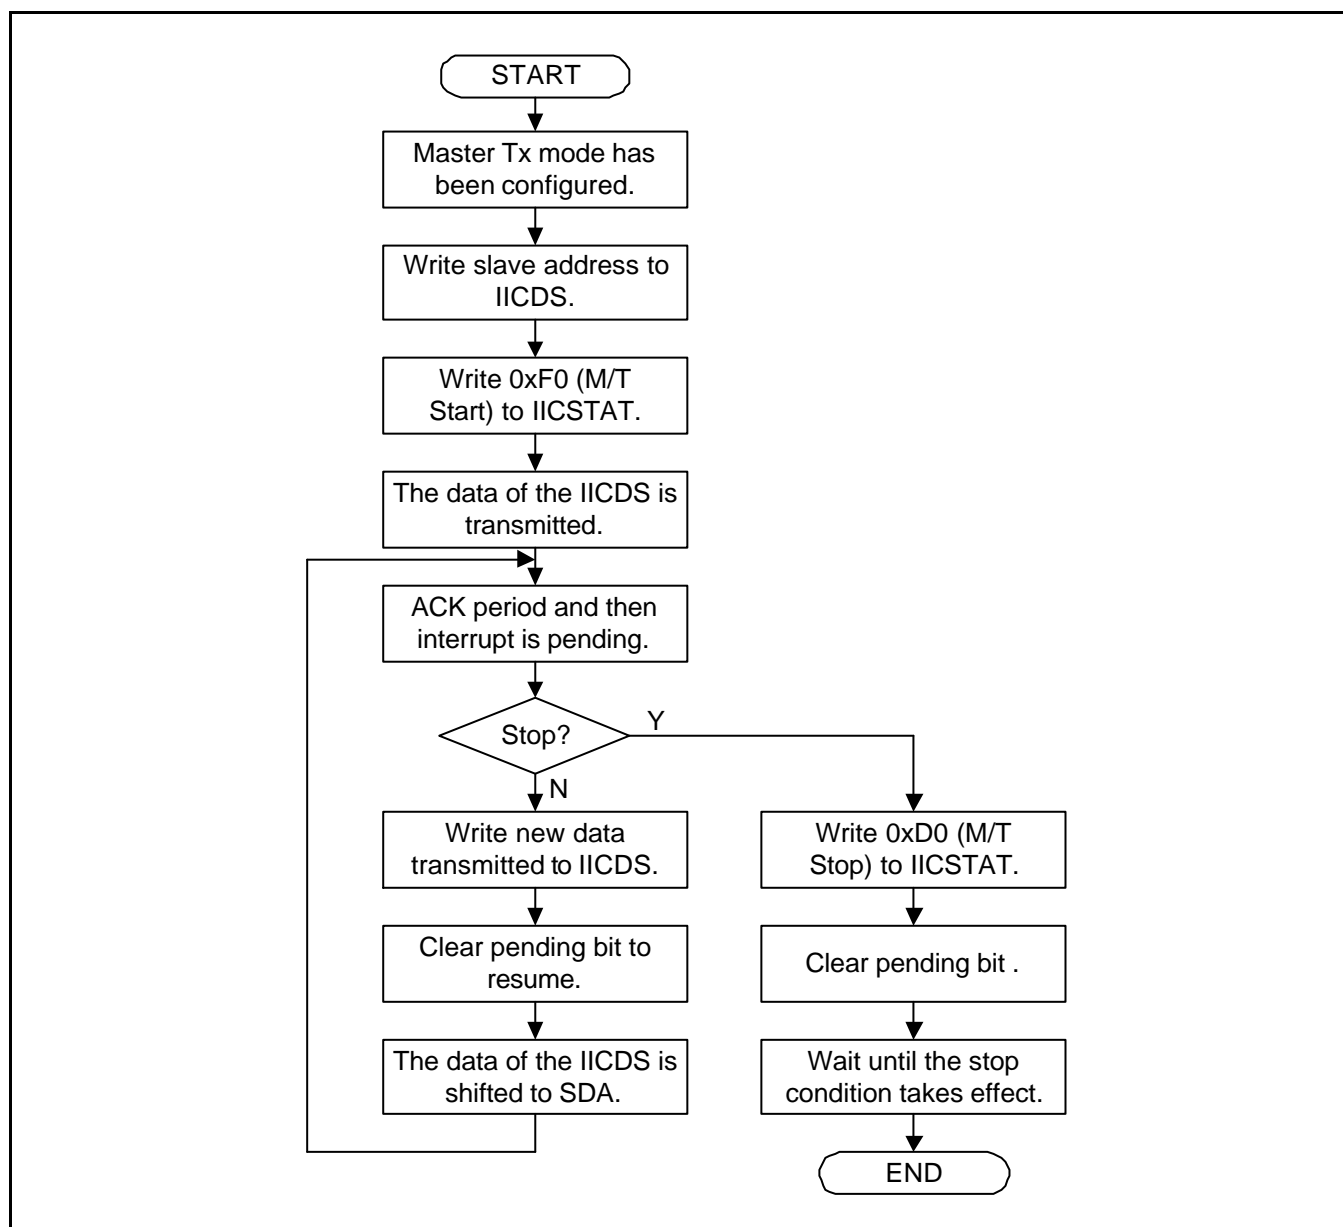 START
Master Tx mode has
been configured.
Write slave address to
IICDS.
Write 0xF0 (M/T
Start) to IICSTAT.
The data of the IICDS is
transmitted.
ACK period and then
interrupt is pending.
Stop?
Y
N
Write new data
transmitted to IICDS.
Clear pending bit to
resume.
The data of the IICDS is
shifted to SDA.
Write 0xD0 (M/T
Stop) to IICSTAT.
Clear pending bit .
Wait until the stop
condition takes effect.
END